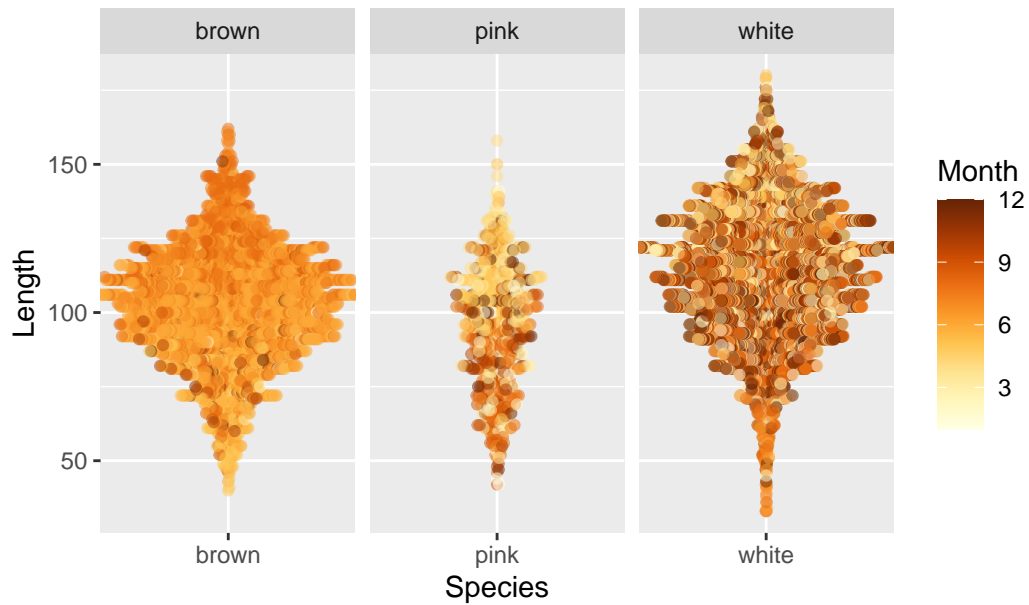 brown
pink
white
Length
150
100
50
brown
pink
white
Species
Month
12
9
6
3